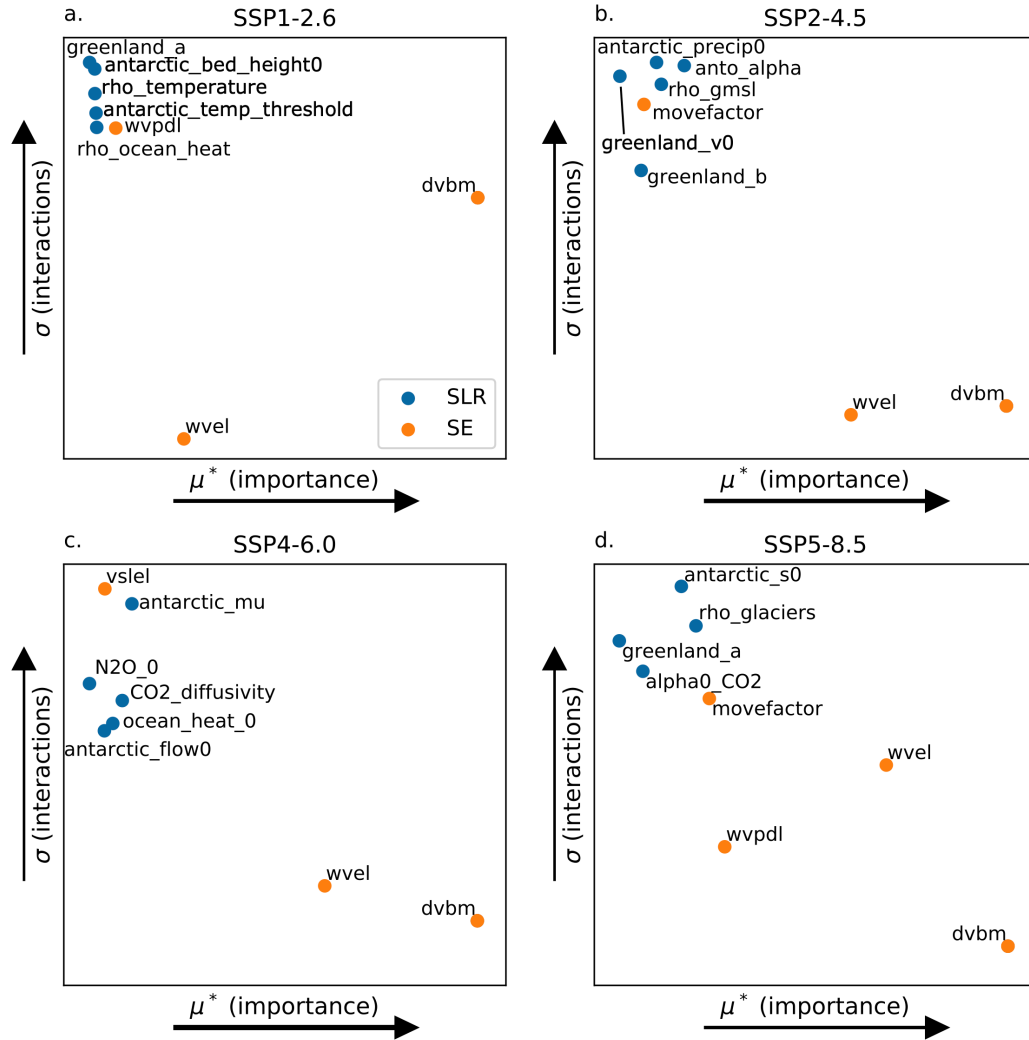 a.
SSP1-2.6
greenland_a
antarctic_bed_height0
rho_temperature
antarctic_temp_threshold
wvpdl
rho_ocean_heat
dvbm
wvel
SLR
SE
σ (interactions)
μ* (importance)
b.
SSP2-4.5
antarctic_precip0
anto_alpha
rho_gmsl
movefactor
greenland_v0
greenland_b
wvel
dvbm
σ (interactions)
μ* (importance)
c.
SSP4-6.0
vslel
antarctic_mu
N2O_0
CO2_diffusivity
ocean_heat_0
antarctic_flow0
wvel
dvbm
σ (interactions)
μ* (importance)
d.
SSP5-8.5
antarctic_s0
rho_glaciers
greenland_a
alpha0_CO2
movefactor
wvel
wvpdl
dvbm
σ (interactions)
μ* (importance)